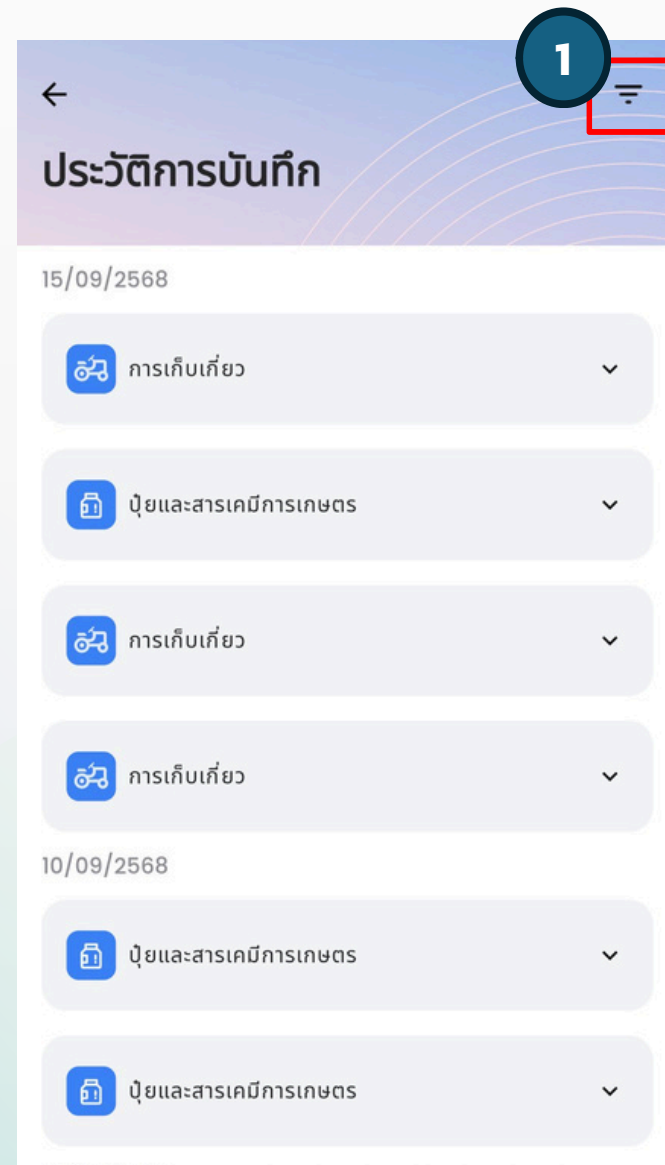 1
ประวัติการบันทึก
15/09/2568
การเก็บเกี่ยว
ปุ๋ยและสารเคมีการเกษตร
การเก็บเกี่ยว
การเก็บเกี่ยว
10/09/2568
ปุ๋ยและสารเคมีการเกษตร
ปุ๋ยและสารเคมีการเกษตร